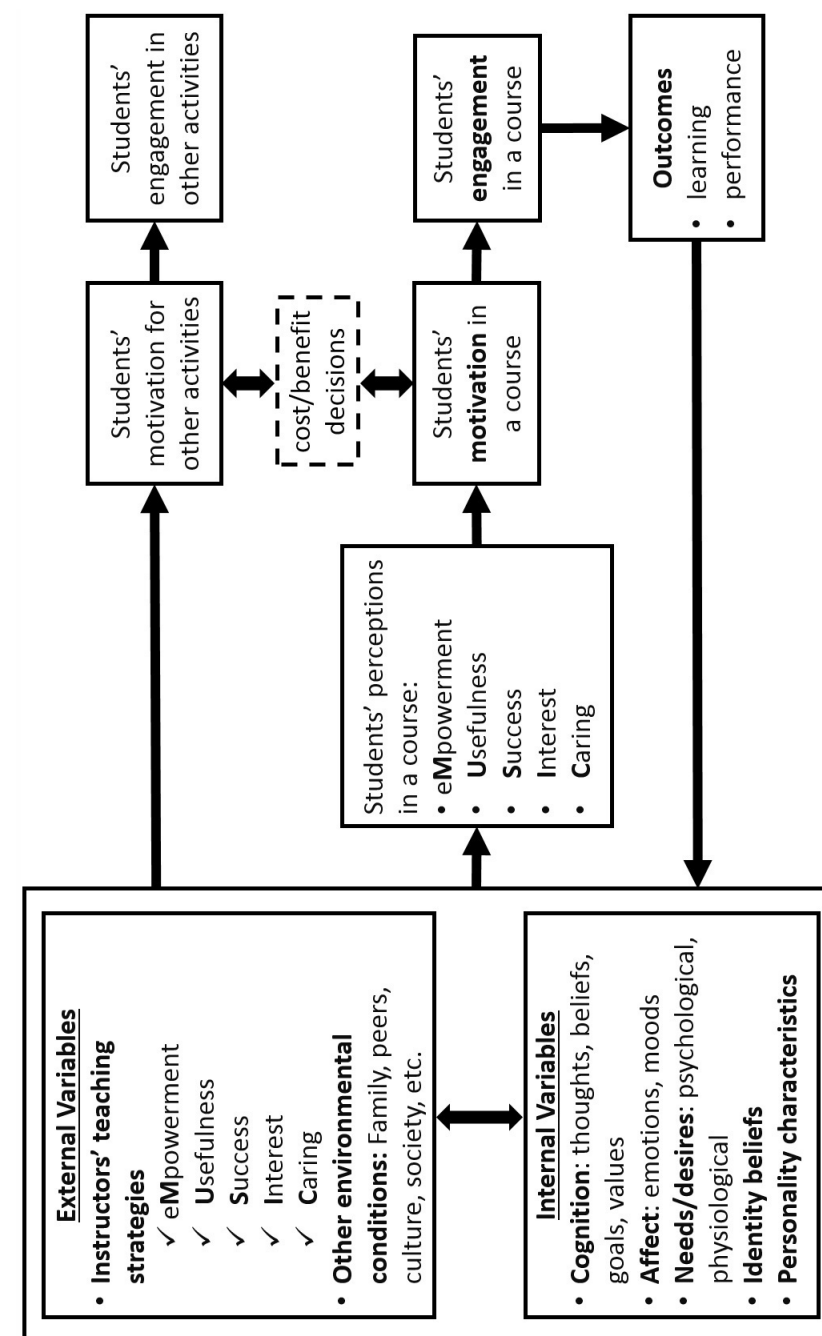 External Variables
• Instructors' teaching
strategies
✓ eMpowerment
✓ Usefulness
✓ Success
✓ Interest
✓ Caring
• Other environmental
conditions: Family, peers,
culture, society, etc.
Internal Variables
• Cognition: thoughts, beliefs,
goals, values
• Affect: emotions, moods
• Needs/desires: psychological,
physiological
• Identity beliefs
• Personality characteristics
Students' perceptions
in a course:
• eMpowerment
• Usefulness
• Success
• Interest
• Caring
Students'
motivation for
other activities
cost/benefit
decisions
Students'
motivation in
a course
Students'
engagement in
other activities
Students'
engagement
in a course
Outcomes
• learning
• performance